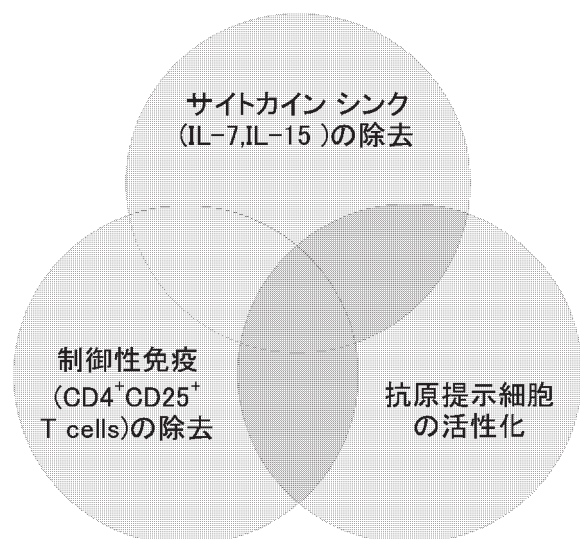 サイトカイン シンク
(IL-7,IL-15 )の除去
制御性免疫
(CD4⁺CD25⁺
T cells)の除去
抗原提示細胞
の活性化